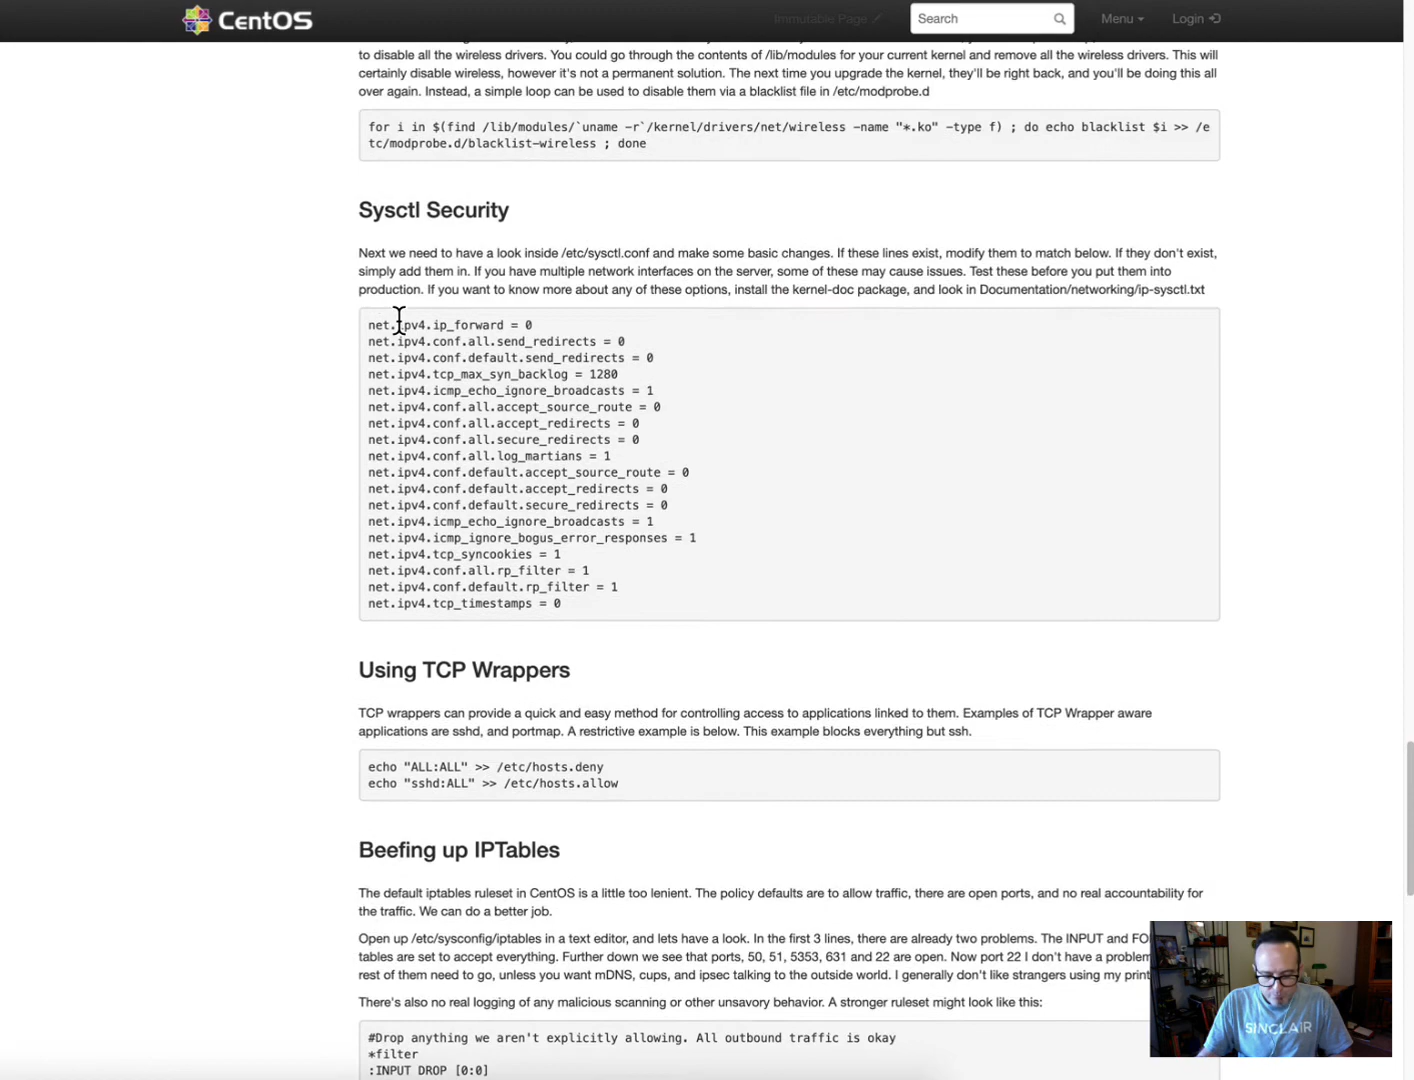 CentOS
Immutable Page
Search
Menu
Login
to disable all the wireless drivers. You could go through the contents of /lib/modules for your current kernel and remove all the wireless drivers. This will
certainly disable wireless, however it's not a permanent solution. The next time you upgrade the kernel, they'll be right back, and you'll be doing this all
over again. Instead, a simple loop can be used to disable them via a blacklist file in /etc/modprobe.d
for i in $(find /lib/modules/`uname -r`/kernel/drivers/net/wireless -name "*.ko" -type f) ; do echo blacklist $i >> /e
tc/modprobe.d/blacklist-wireless ; done
Sysctl Security
Next we need to have a look inside /etc/sysctl.conf and make some basic changes. If these lines exist, modify them to match below. If they don't exist,
simply add them in. If you have multiple network interfaces on the server, some of these may cause issues. Test these before you put them into
production. If you want to know more about any of these options, install the kernel-doc package, and look in Documentation/networking/ip-sysctl.txt
net.ipv4.ip_forward = 0
net.ipv4.conf.all.send_redirects = 0
net.ipv4.conf.default.send_redirects = 0
net.ipv4.tcp_max_syn_backlog = 1280
net.ipv4.icmp_echo_ignore_broadcasts = 1
net.ipv4.conf.all.accept_source_route = 0
net.ipv4.conf.all.accept_redirects = 0
net.ipv4.conf.all.secure_redirects = 0
net.ipv4.conf.all.log_martians = 1
net.ipv4.conf.default.accept_source_route = 0
net.ipv4.conf.default.accept_redirects = 0
net.ipv4.conf.default.secure_redirects = 0
net.ipv4.icmp_echo_ignore_broadcasts = 1
net.ipv4.icmp_ignore_bogus_error_responses = 1
net.ipv4.tcp_syncookies = 1
net.ipv4.conf.all.rp_filter = 1
net.ipv4.conf.default.rp_filter = 1
net.ipv4.tcp_timestamps = 0
Using TCP Wrappers
TCP wrappers can provide a quick and easy method for controlling access to applications linked to them. Examples of TCP Wrapper aware
applications are sshd, and portmap. A restrictive example is below. This example blocks everything but ssh.
echo "ALL:ALL" >> /etc/hosts.deny
echo "sshd:ALL" >> /etc/hosts.allow
Beefing up IPTables
The default iptables ruleset in CentOS is a little too lenient. The policy defaults are to allow traffic, there are open ports, and no real accountability for
the traffic. We can do a better job.
Open up /etc/sysconfig/iptables in a text editor, and lets have a look. In the first 3 lines, there are already two problems. The INPUT and FO
tables are set to accept everything. Further down we see that ports, 50, 51, 5353, 631 and 22 are open. Now port 22 I don't have a problem
rest of them need to go, unless you want mDNS, cups, and ipsec talking to the outside world. I generally don't like strangers using my prin
There's also no real logging of any malicious scanning or other unsavory behavior. A stronger ruleset might look like this:
#Drop anything we aren't explicitly allowing. All outbound traffic is okay
*filter
:INPUT DROP [0:0]
SINCLAIR